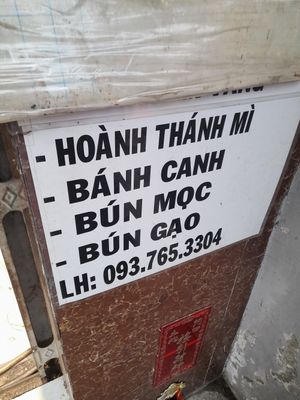 - HOÀNH THÁNH MÌ
- BÁNH CANH
- BÚN MỌC
- BÚN GẠO
LH: 093.765.3304